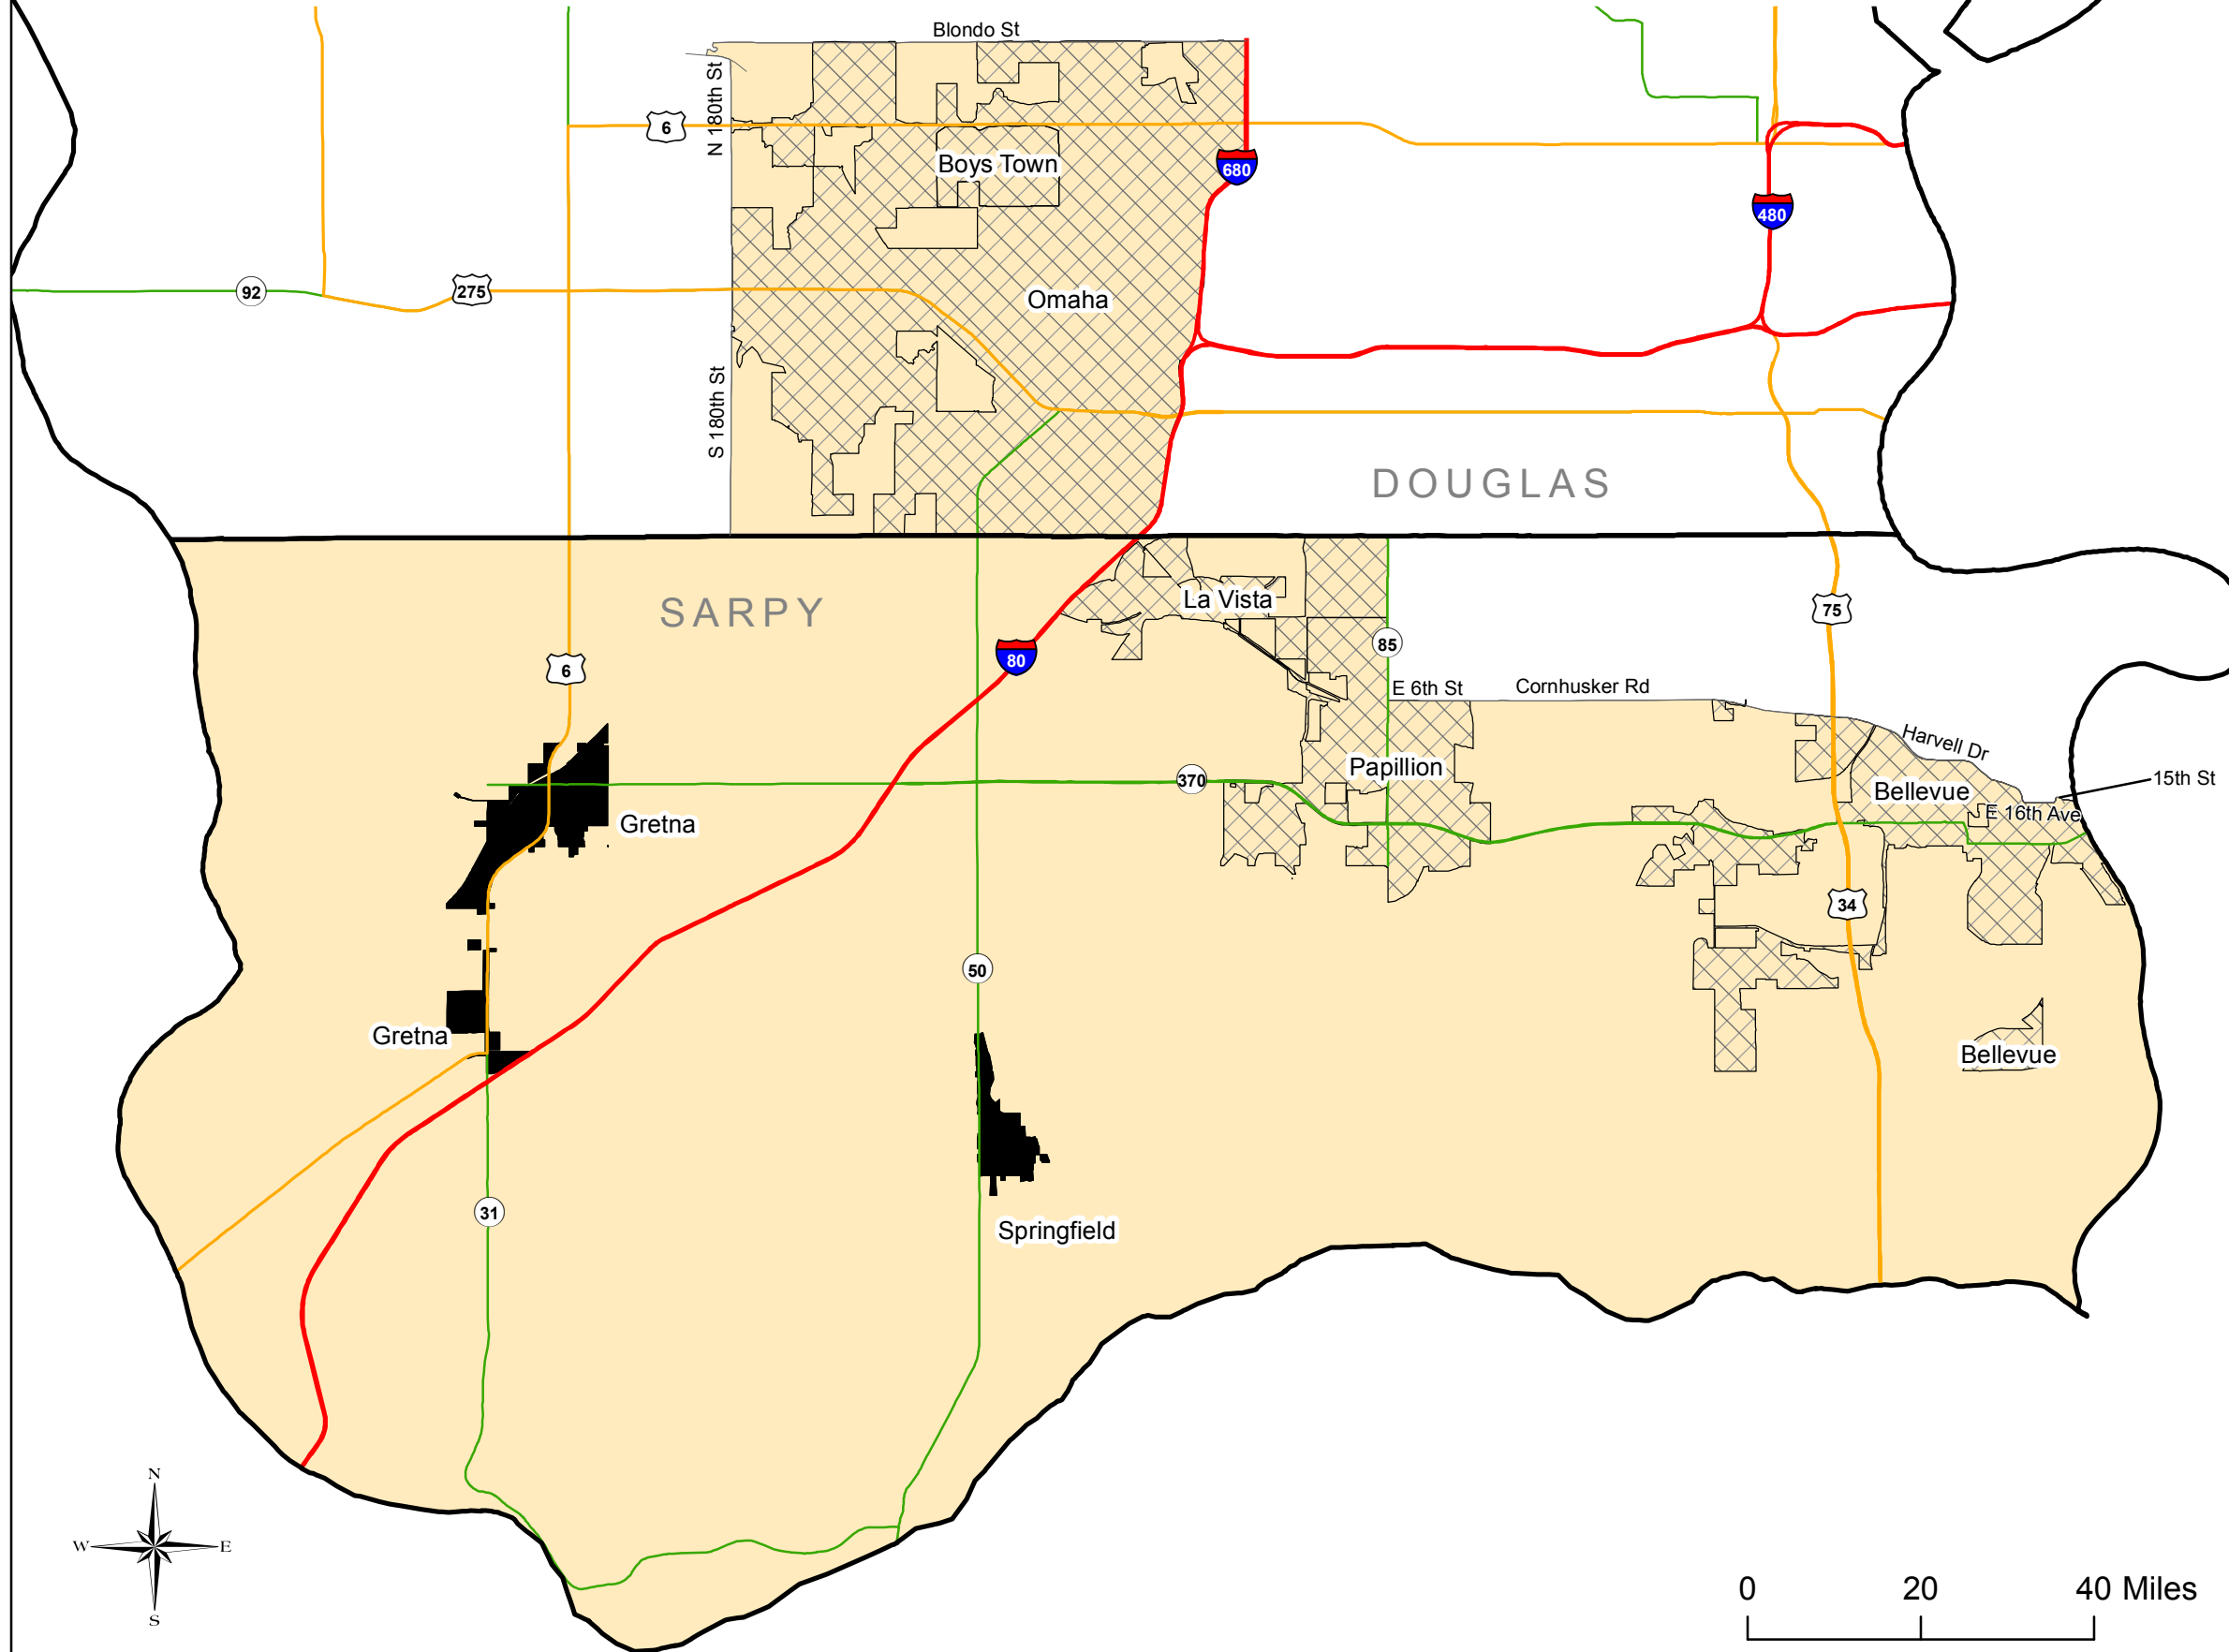 Blondo St
N 180th St
6
Boys Town
680
480
92
275
Omaha
S 180th St
DOUGLAS
SARPY
La Vista
75
6
80
85
E 6th St
Cornhusker Rd
Harvell Dr
370
Papillion
15th St
Bellevue
E 16th Ave
Gretna
34
50
Gretna
Bellevue
31
Springfield
N
W
E
S
0 20 40 Miles